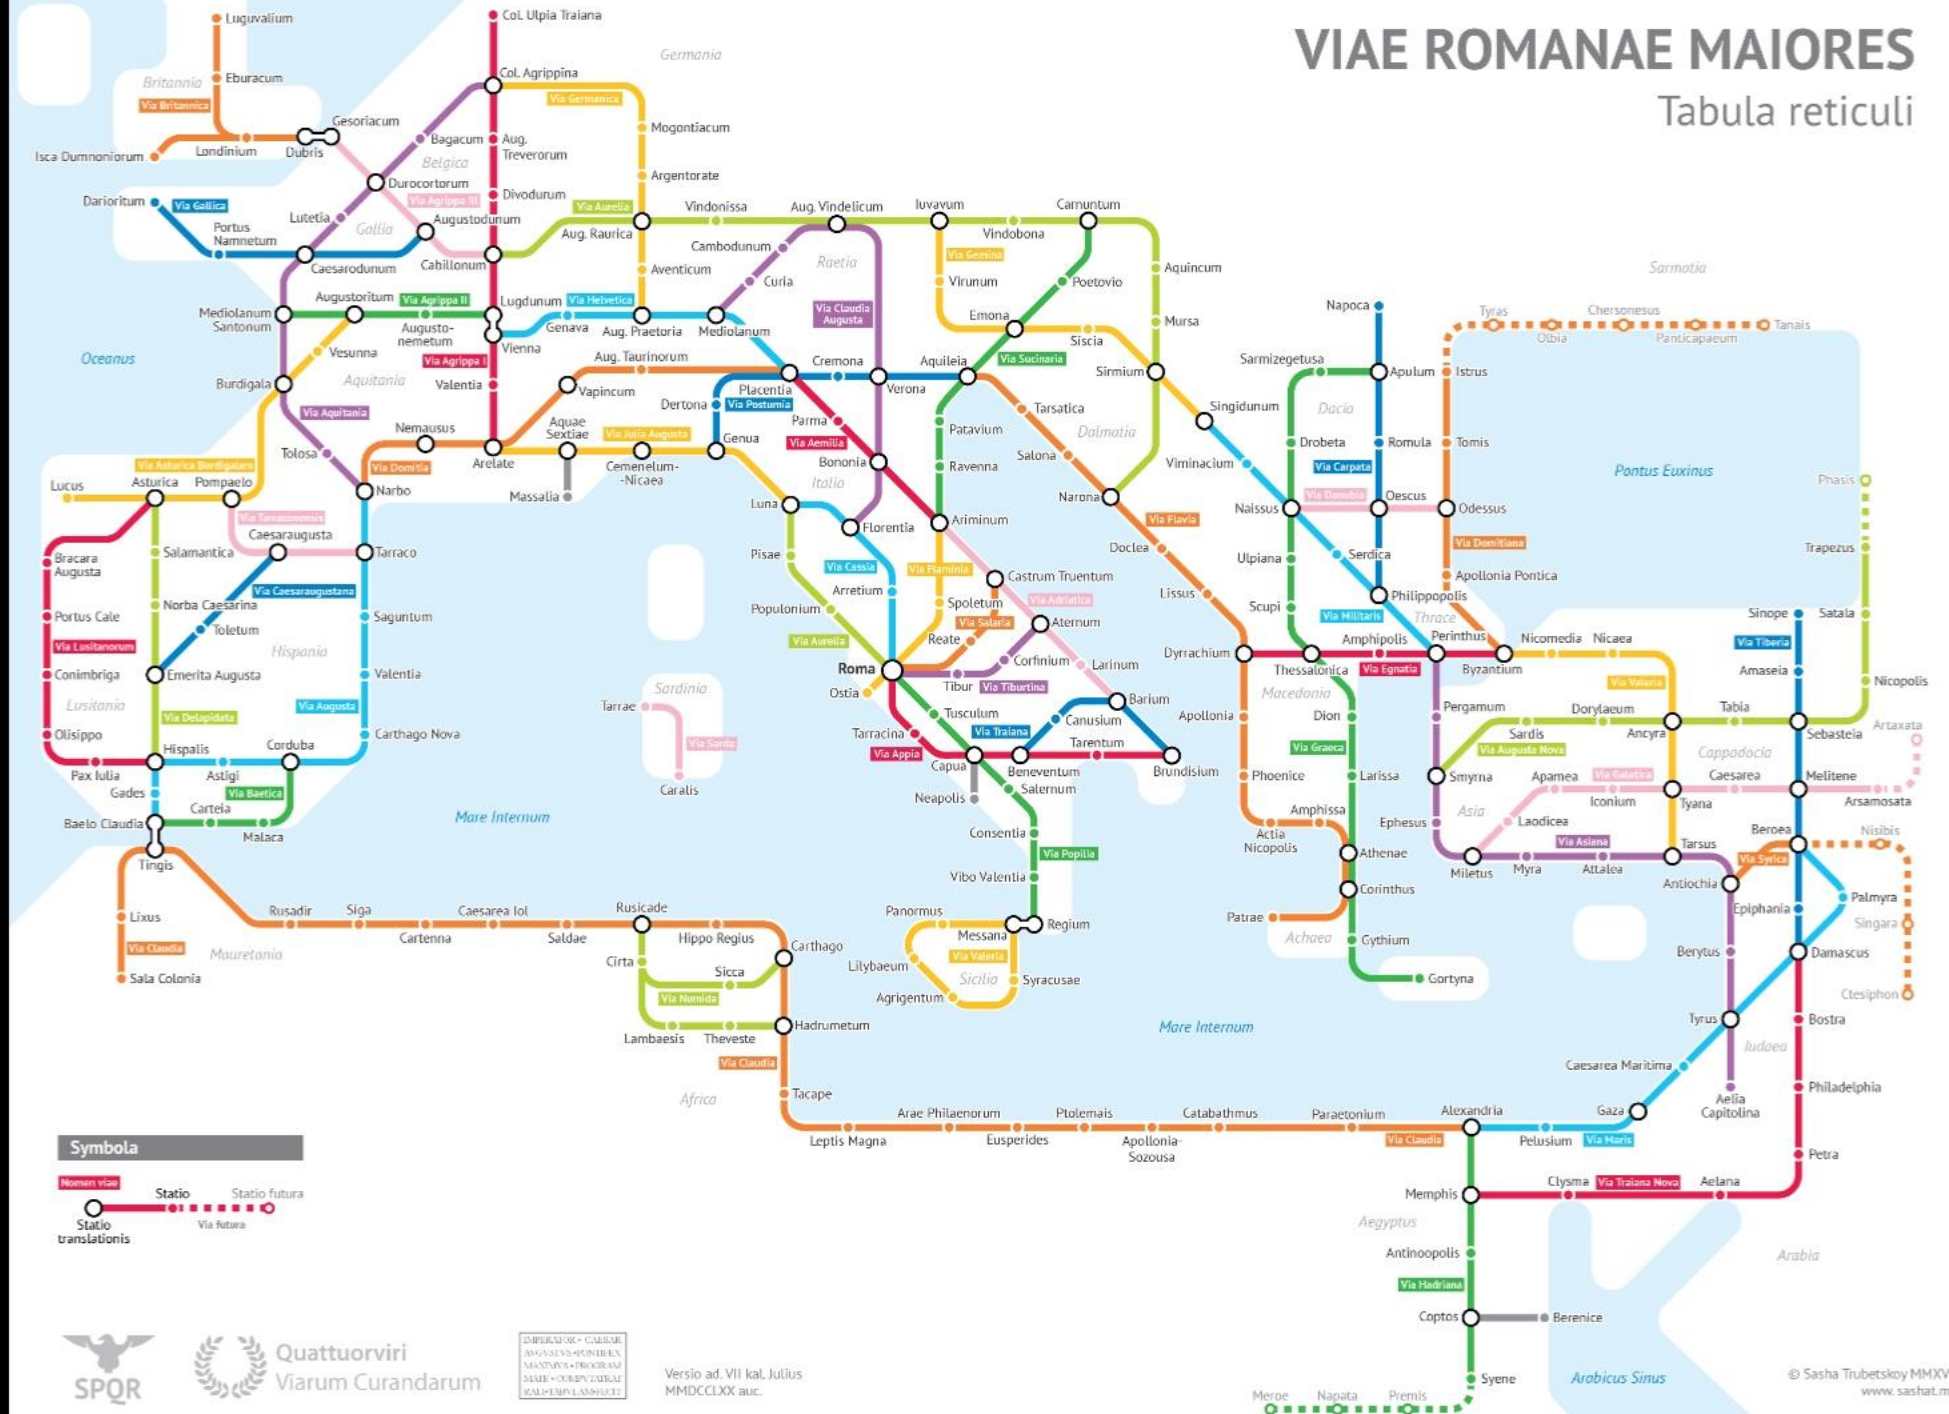 VIAE ROMANAE MAIORES
Tabula reticuli
Luguvalium
Col. Ulpia Traiana
Germania
Britannia
Eburacum
Via Britannica
Col. Agrippina
Via Germanica
Gesoriacum
Mogontiacum
Isca Dumnoniorum
Londinium
Dubris
Bagacum
Aug.
Treverorum
Belgica
Durocortorum
Argentorate
Darioritum
Via Gallica
Via Agrippa III
Divodurum
Lutetia
Augustodunum
Via Aurelia
Vindonissa
Aug. Vindelicum
Iuvavum
Carnuntum
Portus
Namnetum
Gallia
Aug. Raurica
Vindobona
Cambodunum
Via Gemina
Caesarodunum
Cabillonum
Aventicum
Raetia
Aquincum
Sarmatia
Curia
Virunum
Poetovio
Augustoritum
Via Agrippa II
Lugdunum
Via Helvetica
Via Claudia
Augusta
Napoca
Tyras
Chersonesus
Tanais
Mediolanum
Santonum
Augusto-
nemetum
Genava
Aug. Praetoria
Mediolanum
Emona
Mursa
Olbia
Panticapaeum
Siscia
Vienna
Oceanus
Vesunna
Via Agrippa I
Aug. Taurinorum
Cremona
Aquileia
Via Sucinaria
Sarmizegetusa
Burdigala
Aquitania
Valentia
Vapincum
Placentia
Verona
Sirmium
Apulum
Istrus
Via Aquitania
Dertona
Via Postumia
Tarsatica
Singidunum
Dacia
Nemausus
Aquae
Sextiae
Via Julia Augusta
Parma
Patavium
Dalmatia
Via Aemilia
Genua
Drobeta
Romula
Tomis
Tolosa
Via Domitia
Arelate
Cemenelum-
-Nicaea
Bononia
Ravenna
Salona
Viminacium
Via Carpata
Pontus Euxinus
Via Asturica Burdigalam
Lucus
Asturica
Pompaelo
Narbo
Massalia
Italia
Narona
Via Danubia
Oescus
Phasis
Luna
Naissus
Odessus
Via Tarraconensis
Florentia
Ariminum
Via Flavia
Caesaraugusta
Salamantica
Tarraco
Pisae
Doclea
Ulpiana
Serdica
Via Domitiana
Trapezus
Bracara
Augusta
Via Cassia
Via Flaminia
Castrum Truentum
Apollonia Pontica
Via Caesaraugustana
Arretium
Lissus
Philippopolis
Norba Caesarina
Spoletum
Via Adriatica
Scupi
Portus Cale
Saguntum
Populonium
Via Salaria
Aternum
Via Militaris
Thrace
Sinope
Satala
Toletum
Via Lusitanorum
Via Aurelia
Reate
Amphipolis
Perinthus
Nicomedia
Nicaea
Via Tiberia
Hispania
Dyrrachium
Corfinium
Larinum
Thessalonica
Via Egnatia
Byzantium
Roma
Conimbriga
Emerita Augusta
Valentia
Sardinia
Tibur
Via Tiburtina
Macedonia
Via Valeria
Amaseia
Nicopolis
Ostia
Lusitania
Via Augusta
Tarrae
Tusculum
Barium
Apollonia
Dion
Pergamum
Dorylaeum
Tabia
Artaxata
Via Delapidata
Canusium
Via Traiana
Sardis
Ancyra
Sebasteia
Olisippo
Carthago Nova
Tarracina
Tarentum
Via Sarda
Via Appia
Via Graeca
Via Augusta Nova
Cappadocia
Hispalis
Corduba
Capua
Beneventum
Brundisium
Pax Iulia
Astigi
Phoenice
Larissa
Smyrna
Apamea
Via Galatica
Caesarea
Melitene
Gades
Via Baetica
Caralis
Neapolis
Salernum
Iconium
Tyana
Arsamosata
Carteia
Amphissa
Asia
Baelo Claudia
Malaca
Mare Internum
Consentia
Actia
Nicopolis
Ephesus
Laodicea
Beroea
Nisibis
Via Popilia
Athenae
Via Asiana
Tarsus
Via Syrica
Tingis
Miletus
Myra
Attalea
Vibo Valentia
Corinthus
Antiochia
Palmyra
Lixus
Rusadir
Siga
Caesarea Iol
Rusicade
Panormus
Patrae
Epiphania
Cartenna
Saldae
Hippo Regius
Messana
Regium
Singara
Via Claudia
Mauretania
Carthago
Via Valeria
Achaea
Gythium
Berytus
Damascus
Cirta
Sicca
Lilybaeum
Sala Colonia
Sicilia
Syracusae
Gortyna
Via Numida
Agrigentum
Ctesiphon
Lambaesis
Theveste
Hadrumetum
Mare Internum
Tyrus
Bostra
Via Claudia
Judaea
Caesarea Maritima
Africa
Tacape
Philadelphia
Aelia
Capitolina
Arae Philaenorum
Ptolemais
Catabathmus
Paraetonium
Alexandria
Gaza
Leptis Magna
Eusperides
Apollonia-
Sozousa
Via Claudia
Pelusium
Via Maris
Petra
Symbola
Nomen viae
Statio
Statio futura
Statio
translationis
Via futura
Memphis
Clysma
Via Traiana Nova
Aelana
Aegyptus
Antinoopolis
Arabia
Via Hadriana
Coptos
Berenice
SPQR
Quattuorviri
Viarum Curandarum
IMPERATOR • CAESAR
Versio ad. VII kal. Julius
MMDCCLXX auc.
Syene
Arabicus Sinus
Meroe
Napata
Premis
© Sasha Trubetskoy MMXV
www. sashat.m